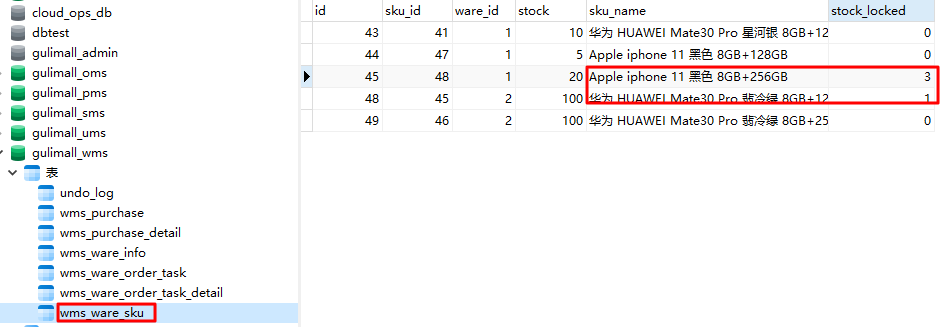 cloud_ops_db
dbtest
gulimall_admin
gulimall_oms
gulimall_pms
gulimall_sms
gulimall_ums
gulimall_wms
表
undo_log
wms_purchase
wms_purchase_detail
wms_ware_info
wms_ware_order_task
wms_ware_order_task_detail
wms_ware_sku
id sku_id ware_id stock sku_name stock_locked
43 41 1 10 华为 HUAWEI Mate30 Pro 星河银 8GB+12 0
44 47 1 5 Apple iphone 11 黑色 8GB+128GB 0
45 48 1 20 Apple iphone 11 黑色 8GB+256GB 3
48 45 2 100 华为 HUAWEI Mate30 Pro 翡冷绿 8GB+12 1
49 46 2 100 华为 HUAWEI Mate30 Pro 翡冷绿 8GB+25 0